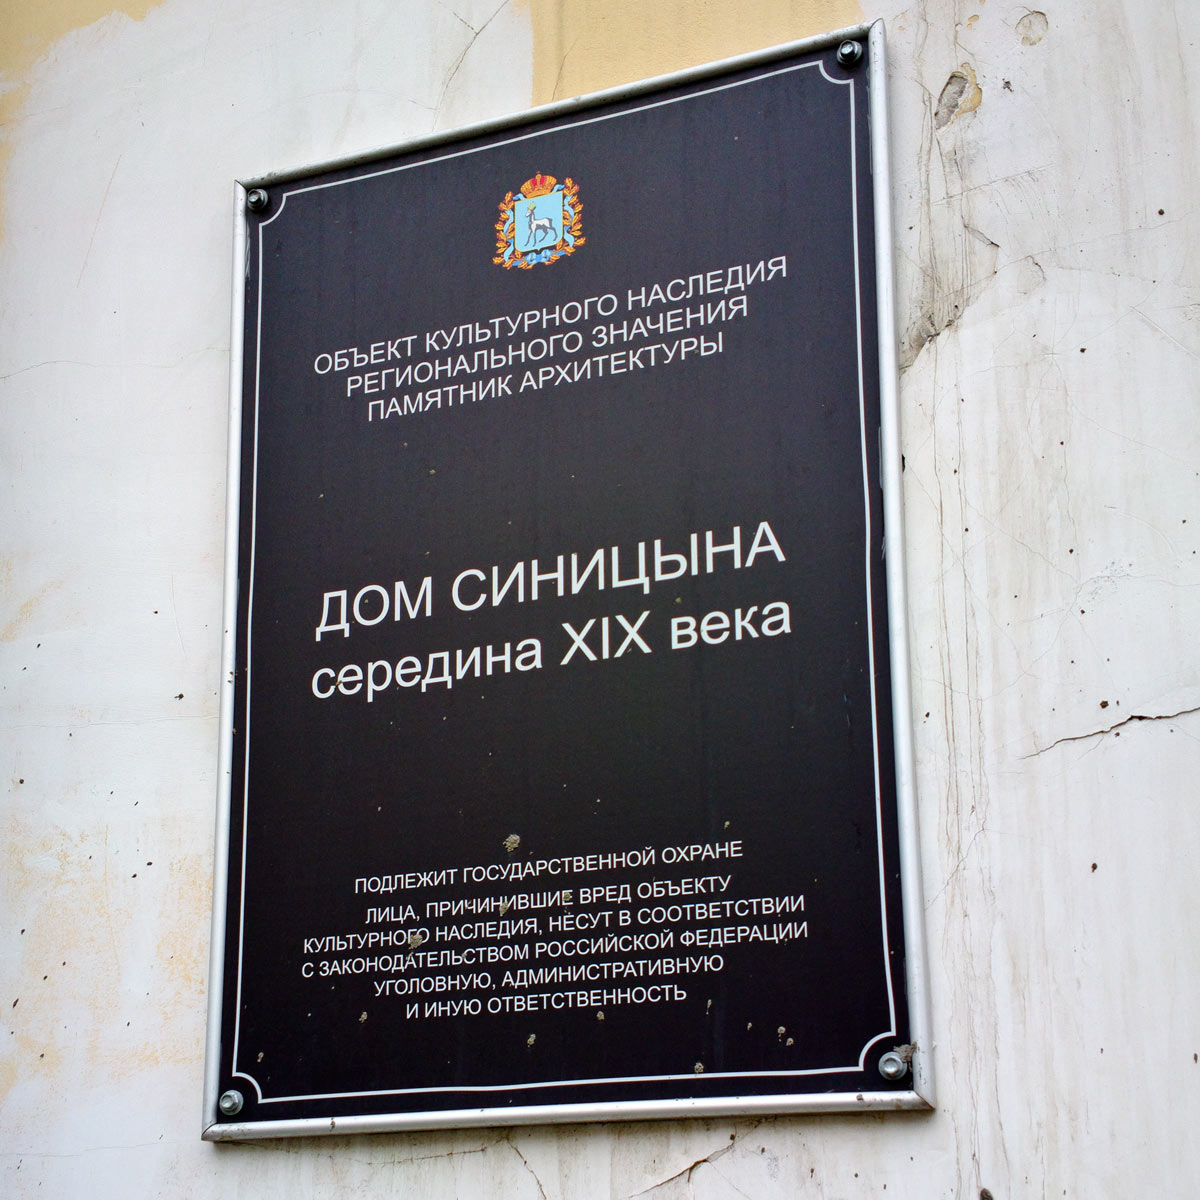 ОБЪЕКТ КУЛЬТУРНОГО НАСЛЕДИЯ
РЕГИОНАЛЬНОГО ЗНАЧЕНИЯ
ПАМЯТНИК АРХИТЕКТУРЫ
ДОМ СИНИЦЫНА
середина XIX века
ПОДЛЕЖИТ ГОСУДАРСТВЕННОЙ ОХРАНЕ
ЛИЦА, ПРИЧИНИВШИЕ ВРЕД ОБЪЕКТУ
КУЛЬТУРНОГО НАСЛЕДИЯ, НЕСУТ В СООТВЕТСТВИИ
С ЗАКОНОДАТЕЛЬСТВОМ РОССИЙСКОЙ ФЕДЕРАЦИИ
УГОЛОВНУЮ, АДМИНИСТРАТИВНУЮ
И ИНУЮ ОТВЕТСТВЕННОСТЬ